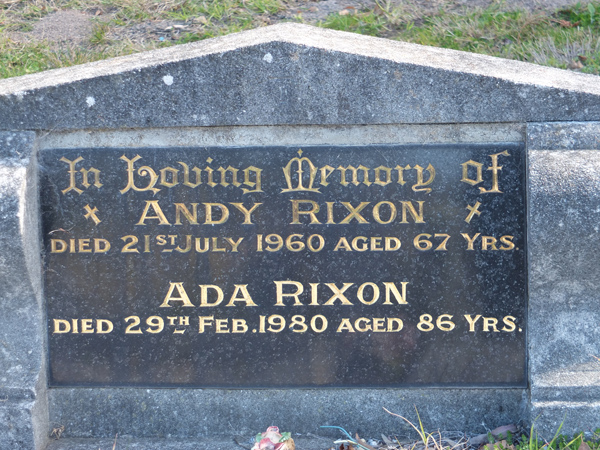 In Loving Memory of
ANDY RIXON
DIED 21ST JULY 1960 AGED 67 YRS.
ADA RIXON
DIED 29TH FEB. 1980 AGED 86 YRS.